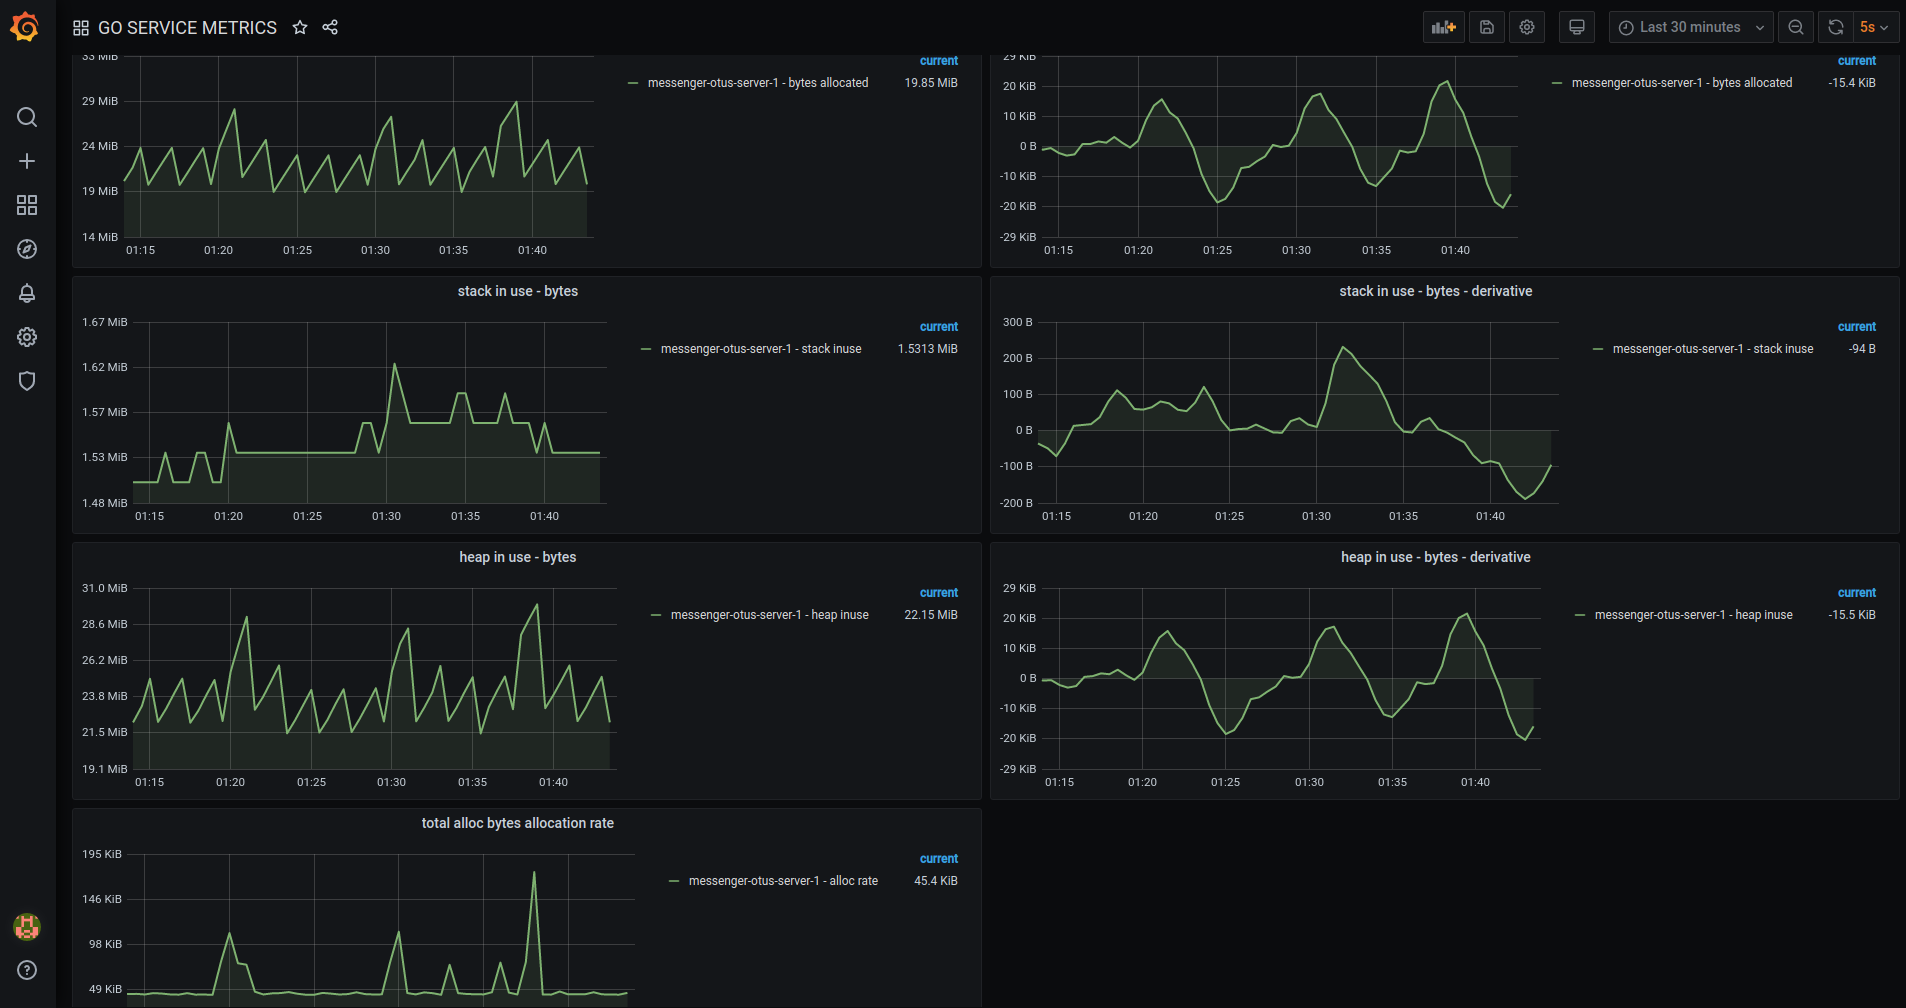 GO SERVICE METRICS
Last 30 minutes
5s
33 MiB
29 MiB
24 MiB
19 MiB
14 MiB
01:15 01:20 01:25 01:30 01:35 01:40
current
messenger-otus-server-1 - bytes allocated 19.85 MiB
29 KiB
20 KiB
10 KiB
0 B
-10 KiB
-20 KiB
-29 KiB
01:15 01:20 01:25 01:30 01:35 01:40
current
messenger-otus-server-1 - bytes allocated -15.4 KiB
stack in use - bytes
1.67 MiB
1.62 MiB
1.57 MiB
1.53 MiB
1.48 MiB
01:15 01:20 01:25 01:30 01:35 01:40
current
messenger-otus-server-1 - stack inuse 1.5313 MiB
stack in use - bytes - derivative
300 B
200 B
100 B
0 B
-100 B
-200 B
01:15 01:20 01:25 01:30 01:35 01:40
current
messenger-otus-server-1 - stack inuse -94 B
heap in use - bytes
31.0 MiB
28.6 MiB
26.2 MiB
23.8 MiB
21.5 MiB
19.1 MiB
01:15 01:20 01:25 01:30 01:35 01:40
current
messenger-otus-server-1 - heap inuse 22.15 MiB
heap in use - bytes - derivative
29 KiB
20 KiB
10 KiB
0 B
-10 KiB
-20 KiB
-29 KiB
01:15 01:20 01:25 01:30 01:35 01:40
current
messenger-otus-server-1 - heap inuse -15.5 KiB
total alloc bytes allocation rate
195 KiB
146 KiB
98 KiB
49 KiB
current
messenger-otus-server-1 - alloc rate 45.4 KiB